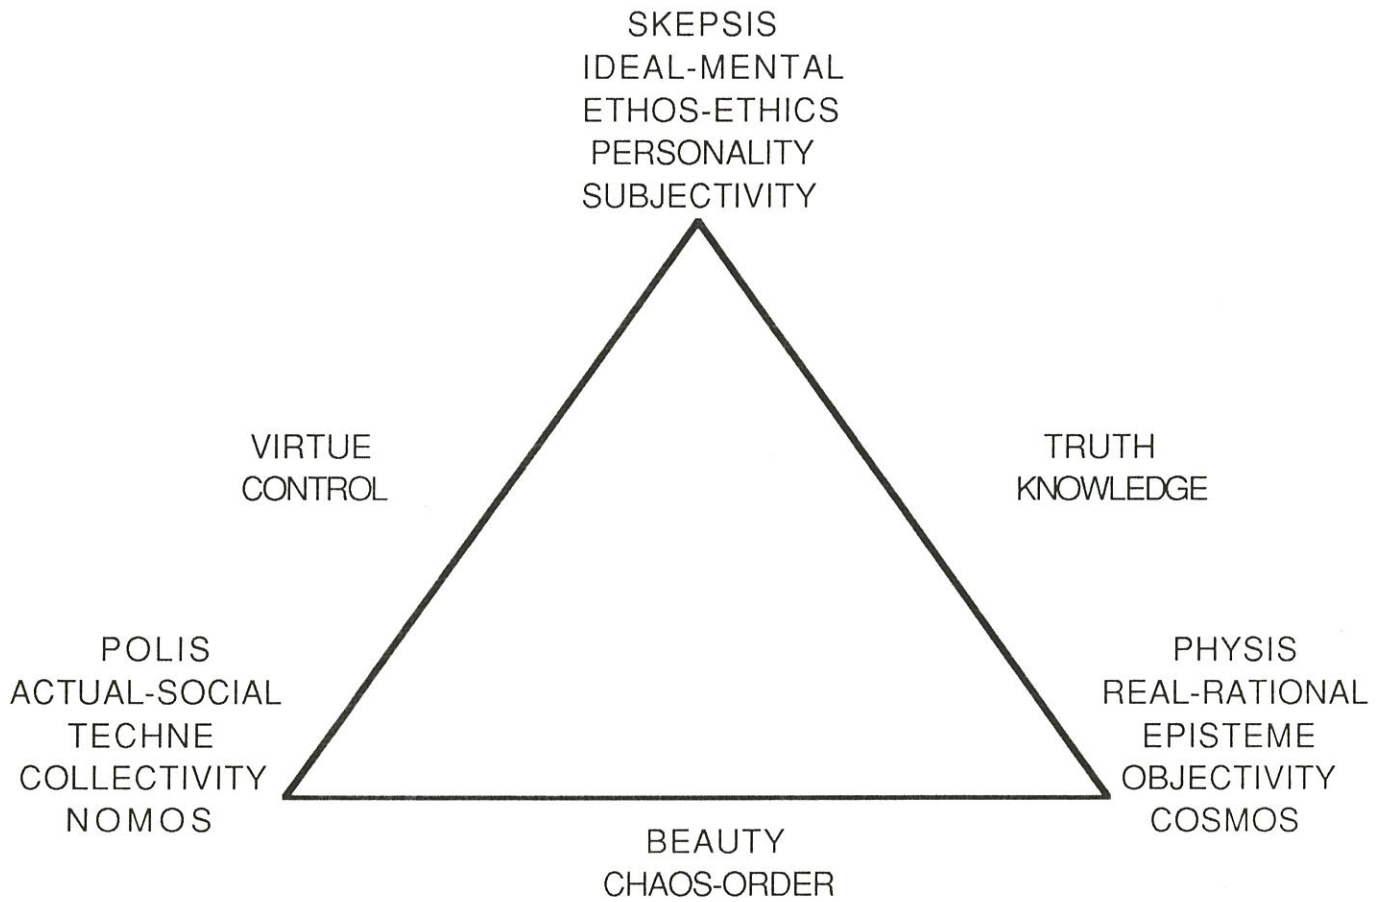 SKEPSIS
IDEAL-MENTAL
ETHOS-ETHICS
PERSONALITY
SUBJECTIVITY
VIRTUE
CONTROL
TRUTH
KNOWLEDGE
POLIS
ACTUAL-SOCIAL
TECHNE
COLLECTIVITY
NOMOS
PHYSIS
REAL-RATIONAL
EPISTEME
OBJECTIVITY
COSMOS
BEAUTY
CHAOS-ORDER